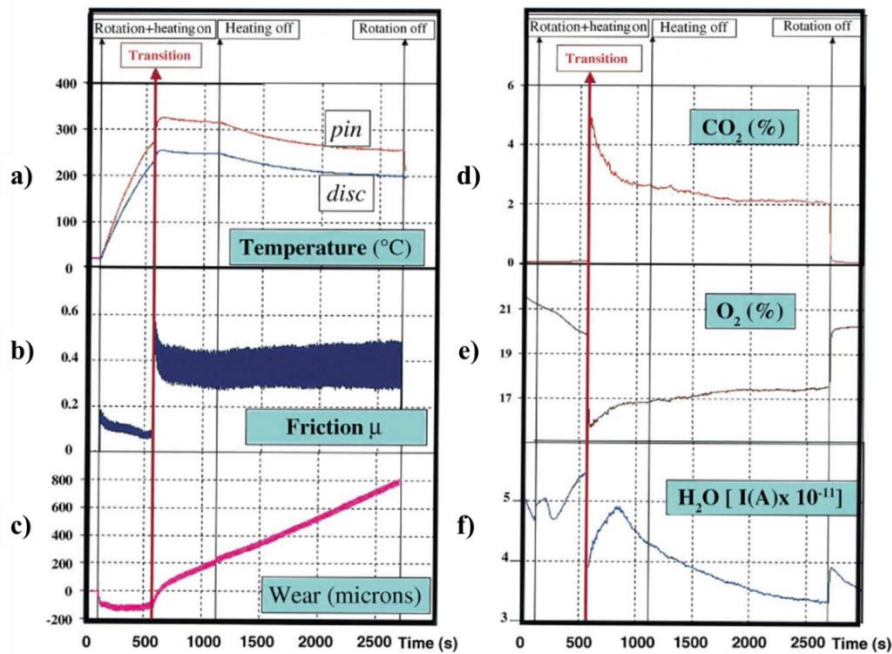 Rotation+heating on Heating off Rotation off
Transition
400
300
200
100
0
pin
disc
a)
Temperature (°C)
0.6
0.4
0.2
0
b)
Friction µ
800
600
400
200
0
-200
c)
Wear (microns)
0 500 1000 1500 2000 2500 Time (s)
Rotation+heating on Heating off Rotation off
Transition
6
4
2
0
d)
CO₂ (%)
21
19
17
e)
O₂ (%)
5
4
3
f)
H₂O [ I(A)x 10⁻¹¹]
0 500 1000 1500 2000 2500 Time (s)